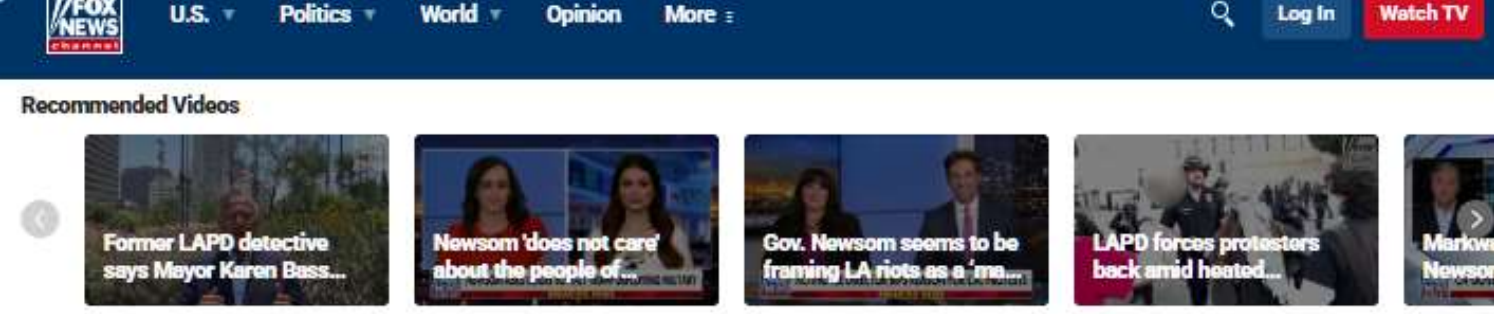 FOX
NEWS
channel
U.S.
Politics
World
Opinion
More
Log In
Watch TV
Recommended Videos
Former LAPD detective
says Mayor Karen Bass...
Newsom 'does not care'
about the people of...
Gov. Newsom seems to be
framing LA riots as a 'ma...
LAPD forces protesters
back amid heated...
Markwa
Newsom